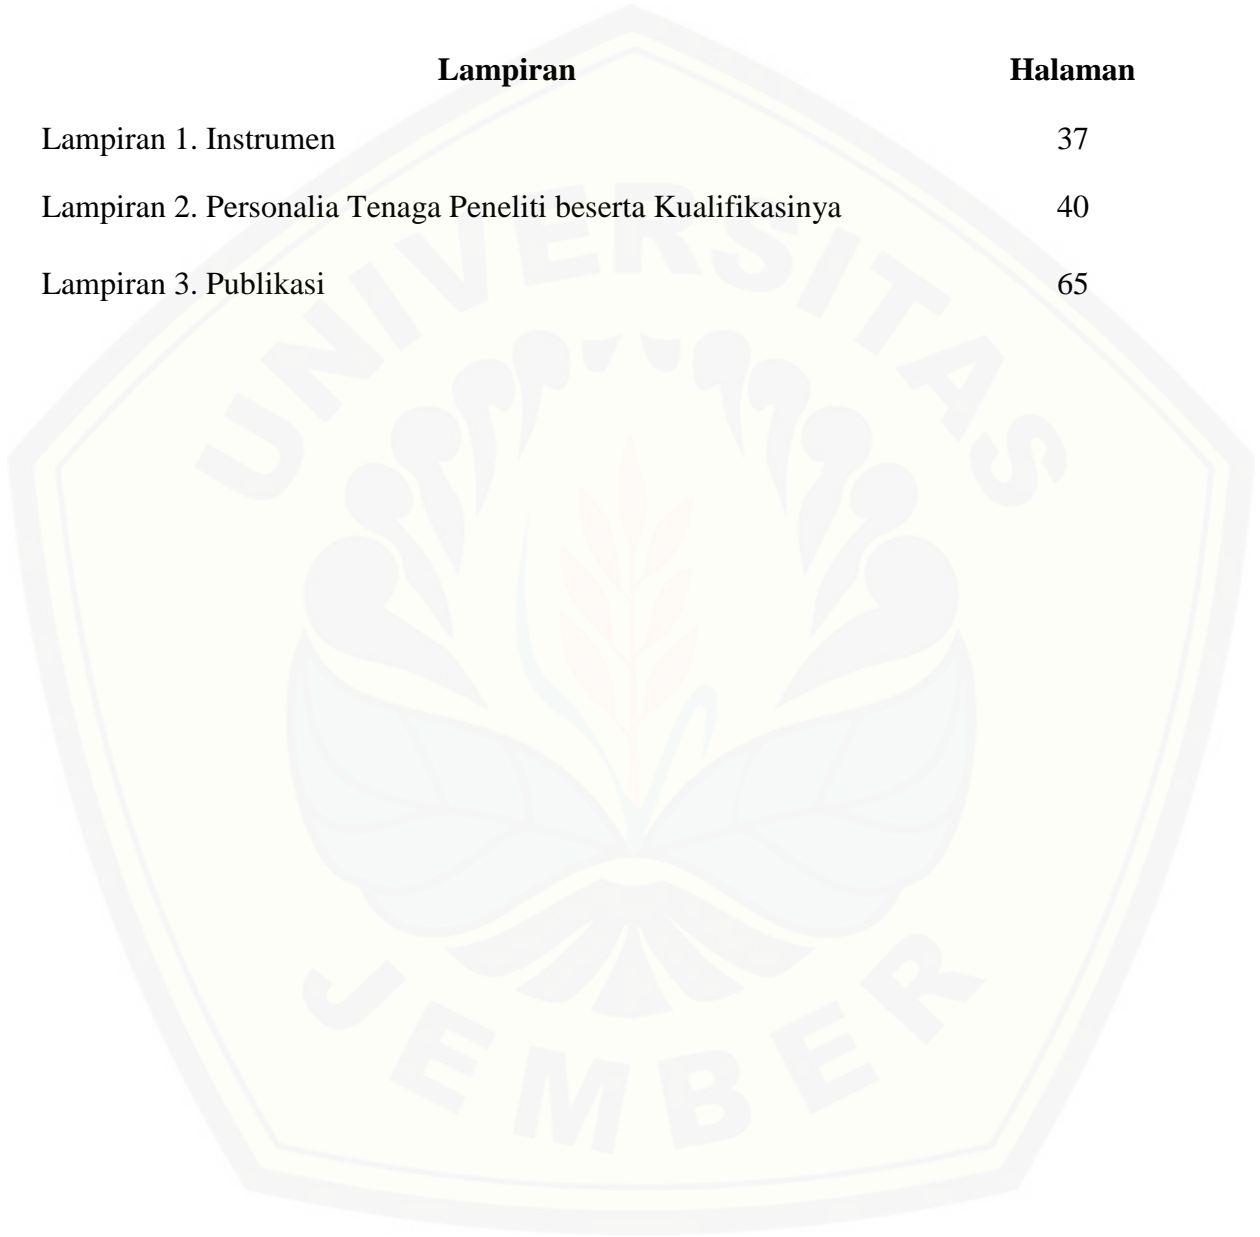 Lampiran Halaman
Lampiran 1. Instrumen 37
Lampiran 2. Personalia Tenaga Peneliti beserta Kualifikasinya 40
Lampiran 3. Publikasi 65
UNIVERSITAS
JEMBER